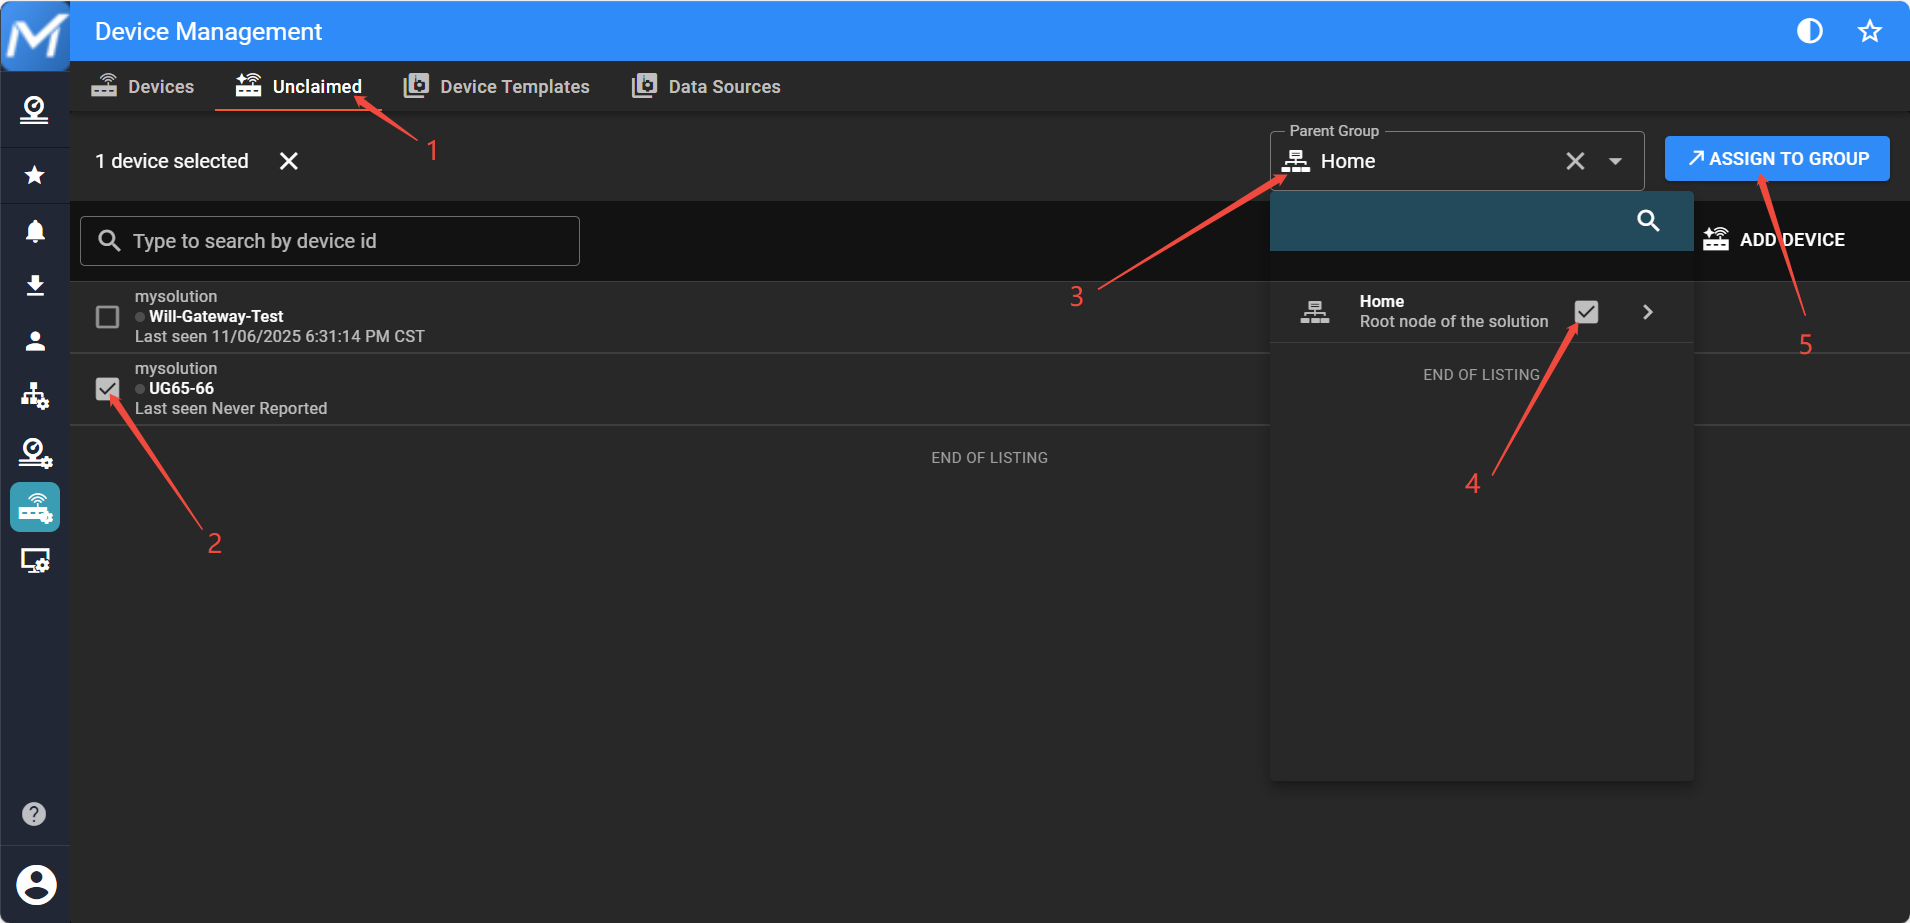 Device Management
Devices
Unclaimed
Device Templates
Data Sources
1
1 device selected
Parent Group
Home
ASSIGN TO GROUP
Type to search by device id
ADD DEVICE
3
mysolution
Will-Gateway-Test
Last seen 11/06/2025 6:31:14 PM CST
Home
Root node of the solution
5
mysolution
UG65-66
Last seen Never Reported
END OF LISTING
END OF LISTING
4
2